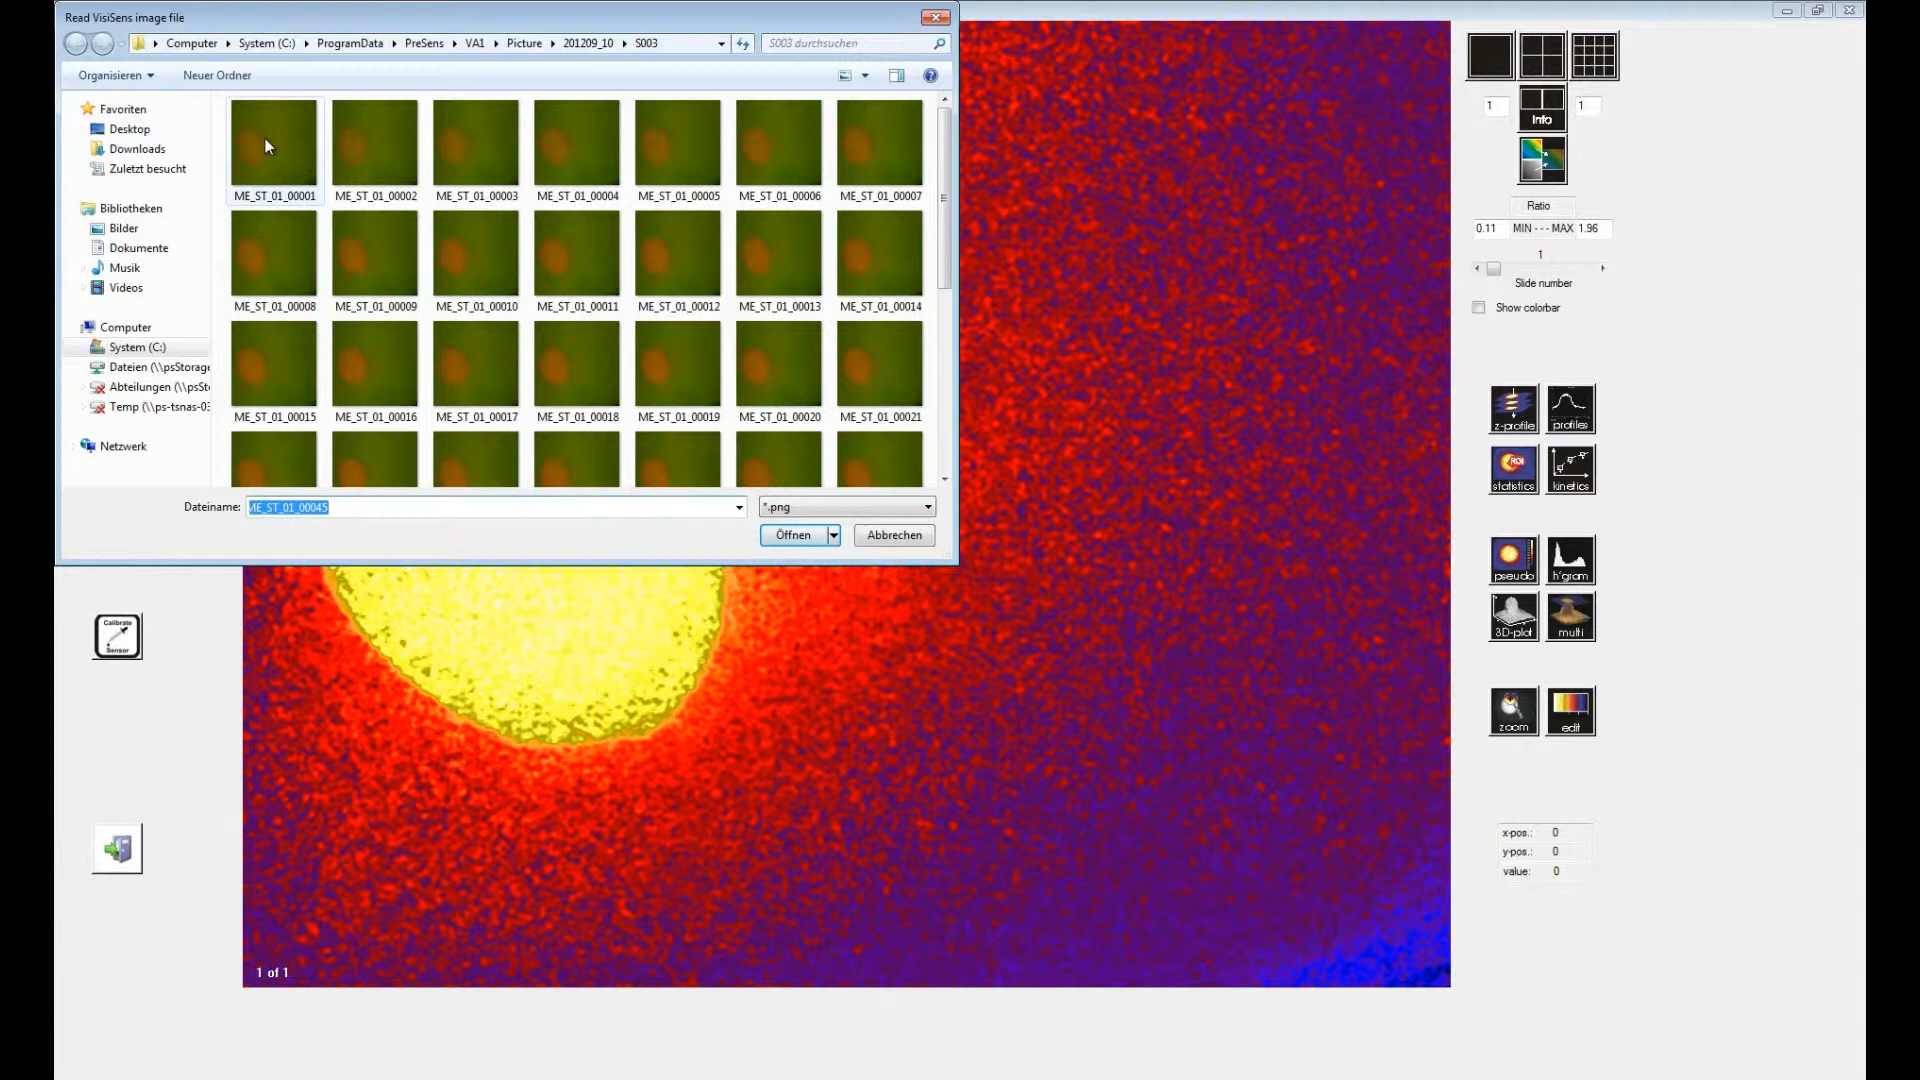 Read VisiSens image file
Computer System (C:) ProgramData PreSens VA1 Picture 201209_10 S003
S003 durchsuchen
Organisieren Neuer Ordner
Favoriten
Desktop
Downloads
Zuletzt besucht
Bibliotheken
Bilder
Dokumente
Musik
Videos
Computer
System (C:)
Dateien (\\psStorage
Abteilungen (\\psSto
Temp (\\ps-tsnas-03
Netzwerk
ME_ST_01_00001 ME_ST_01_00002 ME_ST_01_00003 ME_ST_01_00004 ME_ST_01_00005 ME_ST_01_00006 ME_ST_01_00007
ME_ST_01_00008 ME_ST_01_00009 ME_ST_01_00010 ME_ST_01_00011 ME_ST_01_00012 ME_ST_01_00013 ME_ST_01_00014
ME_ST_01_00015 ME_ST_01_00016 ME_ST_01_00017 ME_ST_01_00018 ME_ST_01_00019 ME_ST_01_00020 ME_ST_01_00021
Dateiname: ME_ST_01_00045 *.png
Öffnen Abbrechen
Calibrate
Sensor
1 of 1
1 Info 1
Ratio
0.11 MIN - - - MAX 1.96
1
Slide number
Show colorbar
z-profile profiles
ROI
statistics kinetics
pseudo h'gram
3D-plot multi
zoom edit
x-pos.: 0
y-pos.: 0
value: 0